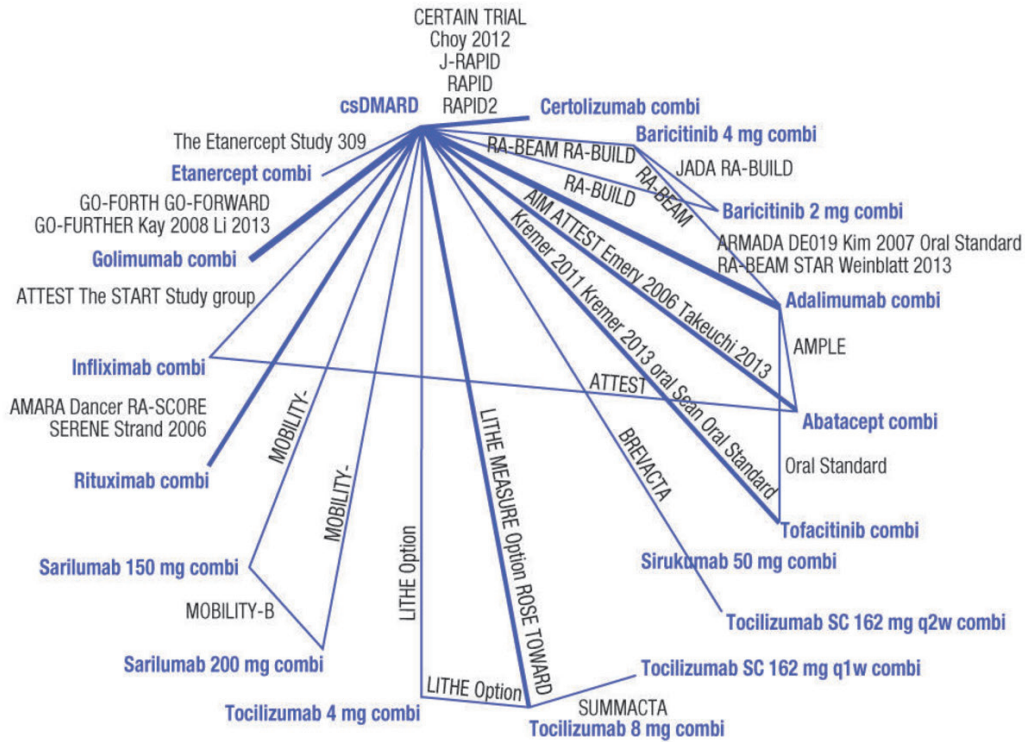 CERTAIN TRIAL
Choy 2012
J-RAPID
RAPID
RAPID2
csDMARD
Certolizumab combi
The Etanercept Study 309
Etanercept combi
RA-BEAM RA-BUILD
Baricitinib 4 mg combi
JADA RA-BUILD
RA-BUILD
RA-BEAM
Baricitinib 2 mg combi
GO-FORTH GO-FORWARD
GO-FURTHER Kay 2008 Li 2013
Golimumab combi
ARMADA DE019 Kim 2007 Oral Standard
RA-BEAM STAR Weinblatt 2013
Adalimumab combi
AIM ATTEST Emery 2006 Takeuchi 2013
Kremer 2011 Kremer 2013 oral Sean Oral Standard
ATTEST The START Study group
Infliximab combi
AMPLE
ATTEST
Abatacept combi
AMARA Dancer RA-SCORE
SERENE Strand 2006
Rituximab combi
MOBILITY-
MOBILITY-
LITHE MEASURE Option ROSE TOWARD
BREVACTA
Oral Standard
Tofacitinib combi
Sarilumab 150 mg combi
LITHE Option
Sirukumab 50 mg combi
MOBILITY-B
Tocilizumab SC 162 mg q2w combi
Sarilumab 200 mg combi
Tocilizumab SC 162 mg q1w combi
LITHE Option
SUMMACTA
Tocilizumab 4 mg combi
Tocilizumab 8 mg combi